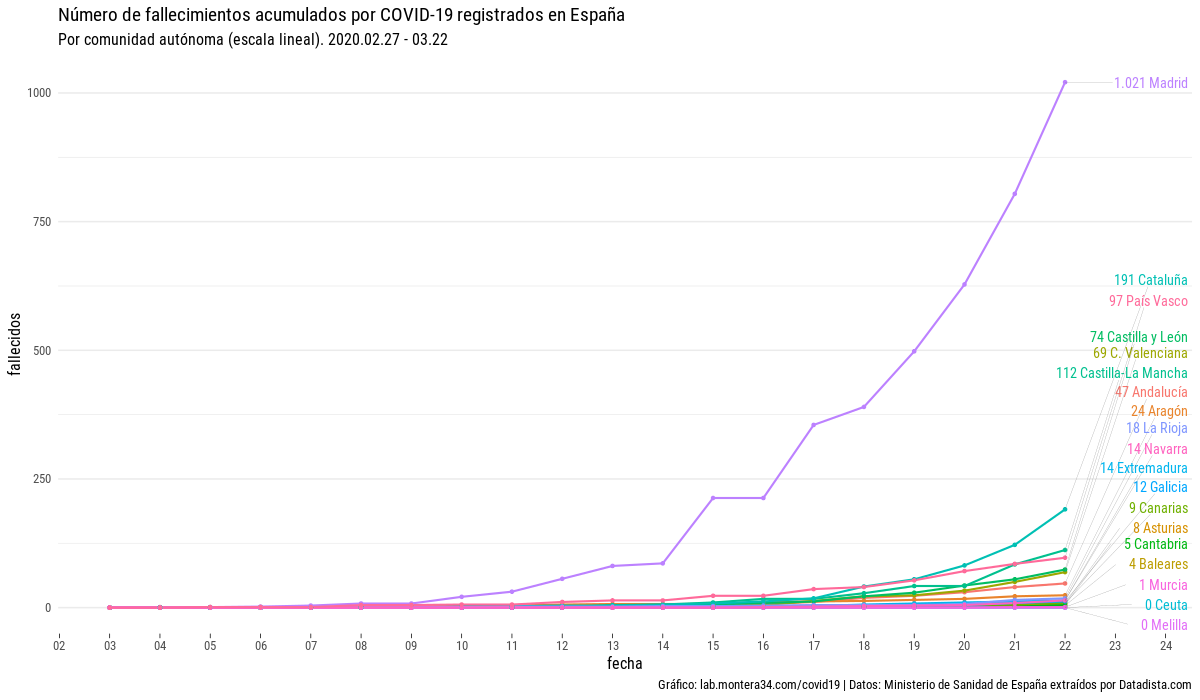 Número de fallecimientos acumulados por COVID-19 registrados en España
Por comunidad autónoma (escala lineal). 2020.02.27 - 03.22
fallecidos
1000
750
500
250
0
1.021 Madrid
191 Cataluña
97 País Vasco
74 Castilla y León
69 C. Valenciana
112 Castilla-La Mancha
47 Andalucía
24 Aragón
18 La Rioja
14 Navarra
14 Extremadura
12 Galicia
9 Canarias
8 Asturias
5 Cantabria
4 Baleares
1 Murcia
0 Ceuta
0 Melilla
02 03 04 05 06 07 08 09 10 11 12 13 14 15 16 17 18 19 20 21 22 23 24
fecha
Gráfico: lab.montera34.com/covid19 | Datos: Ministerio de Sanidad de España extraídos por Datadista.com